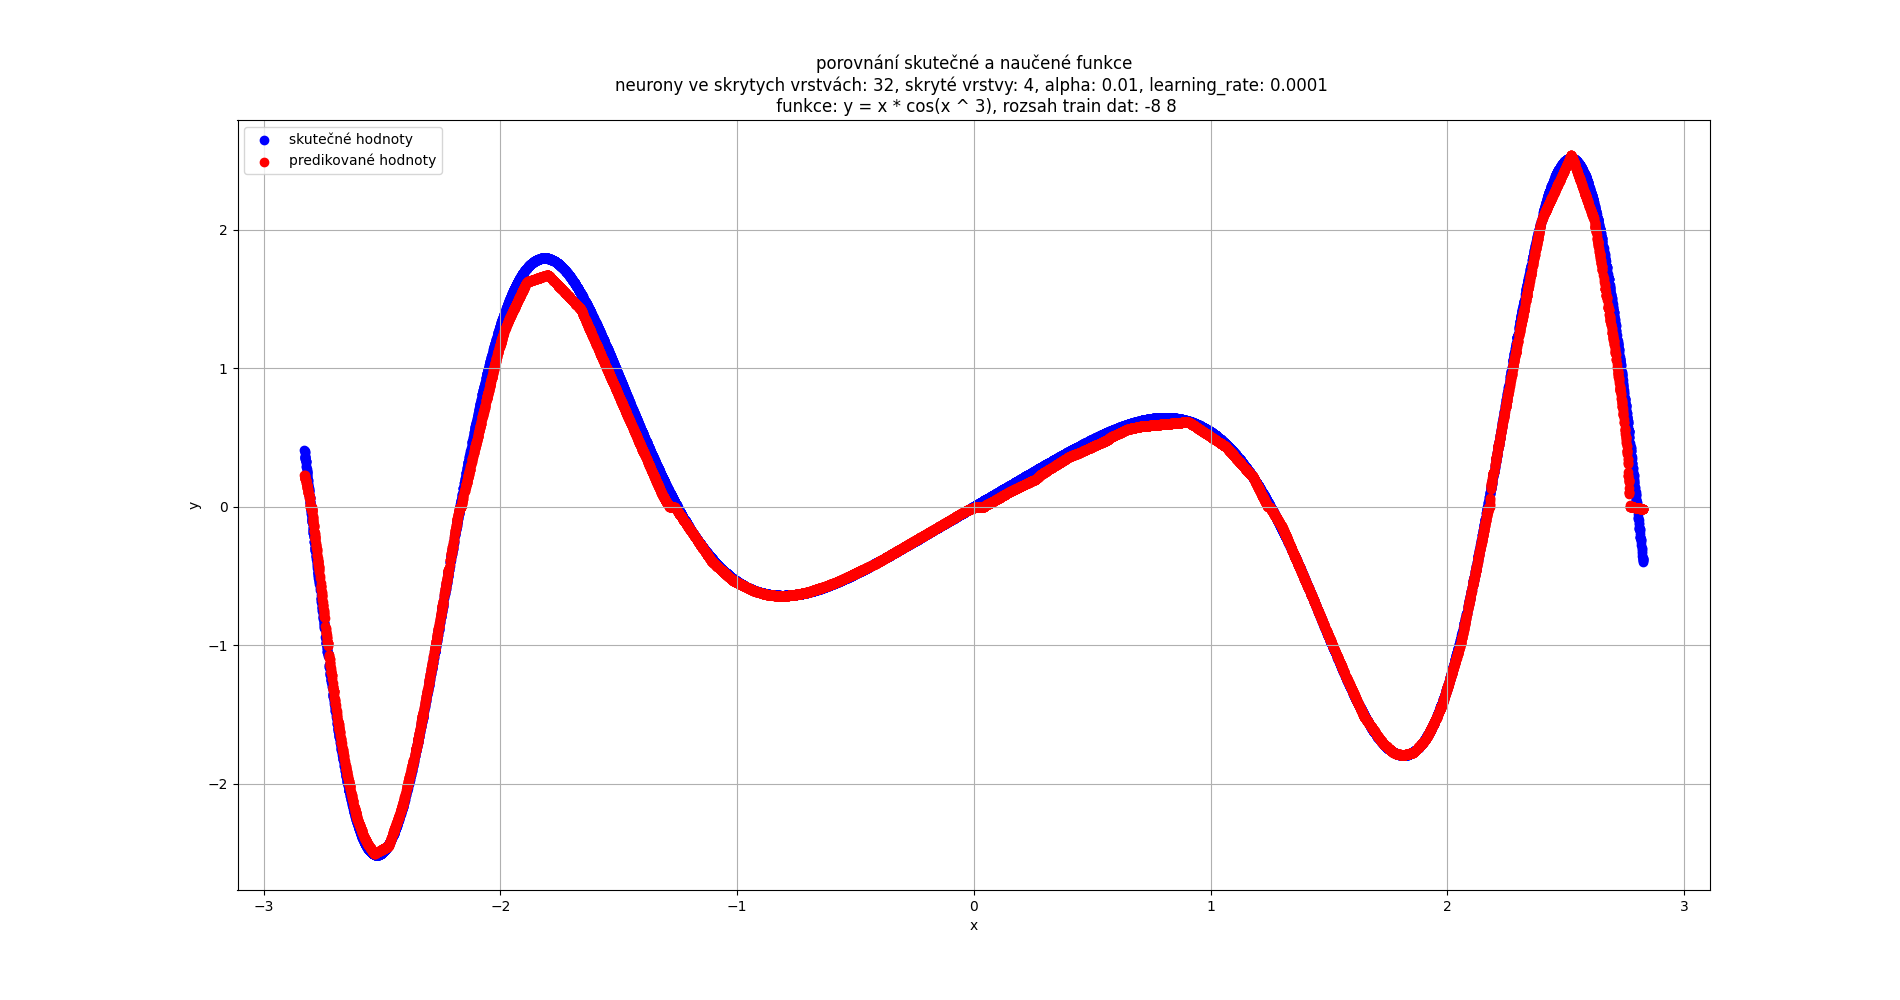 porovnání skutečné a naučené funkce
neurony ve skrytych vrstvách: 32, skryté vrstvy: 4, alpha: 0.01, learning_rate: 0.0001
funkce: y = x * cos(x ^ 3), rozsah train dat: -8 8
skutečné hodnoty
predikované hodnoty
2
1
0
−1
−2
y
−3
−2
−1
0
1
2
3
x